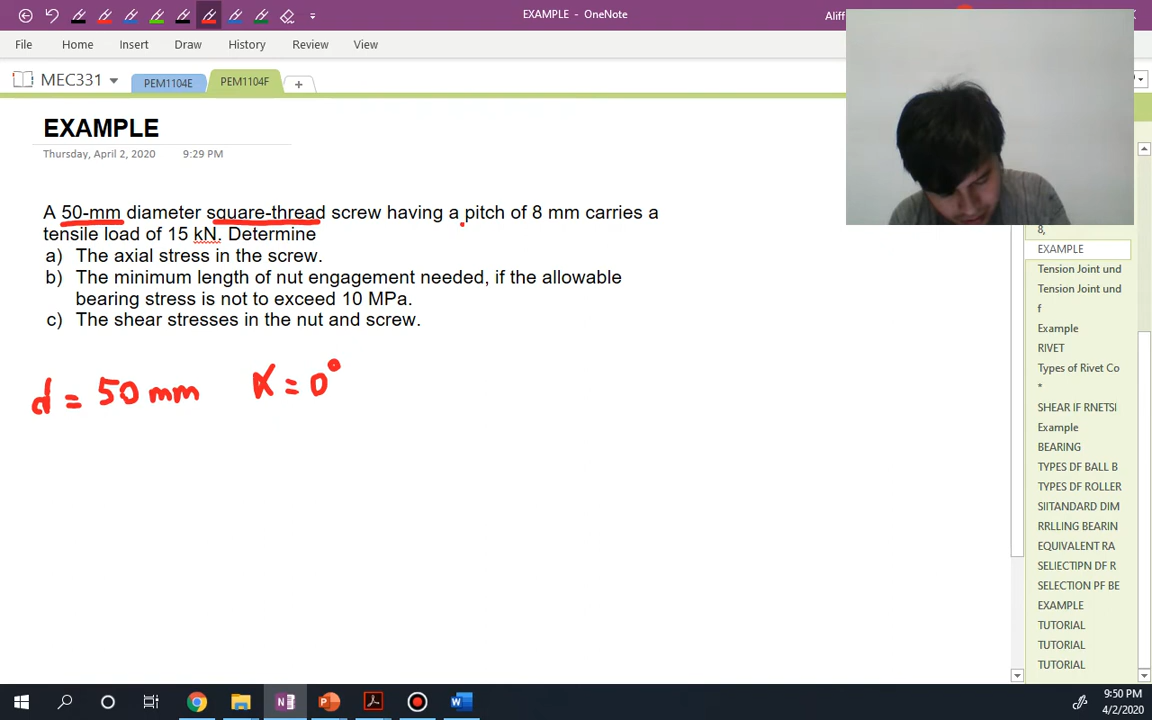 EXAMPLE - OneNote
Aliff
File Home Insert Draw History Review View
MEC331 PEM1104E PEM1104F
EXAMPLE
Thursday, April 2, 2020 9:29 PM
A 50-mm diameter square-thread screw having a pitch of 8 mm carries a
tensile load of 15 kN. Determine
a) The axial stress in the screw.
b) The minimum length of nut engagement needed, if the allowable
bearing stress is not to exceed 10 MPa.
c) The shear stresses in the nut and screw.
d = 50 mm α = 0°
8,
EXAMPLE
Tension Joint und
Tension Joint und
f
Example
RIVET
Types of Rivet Co
*
SHEAR IF RNETSI
Example
BEARING
TYPES DF BALL B
TYPES DF ROLLER
SIITANDARD DIM
RRLLING BEARIN
EQUIVALENT RA
SELIECTIPN DF R
SELECTION PF BE
EXAMPLE
TUTORIAL
TUTORIAL
TUTORIAL
9:50 PM
4/2/2020